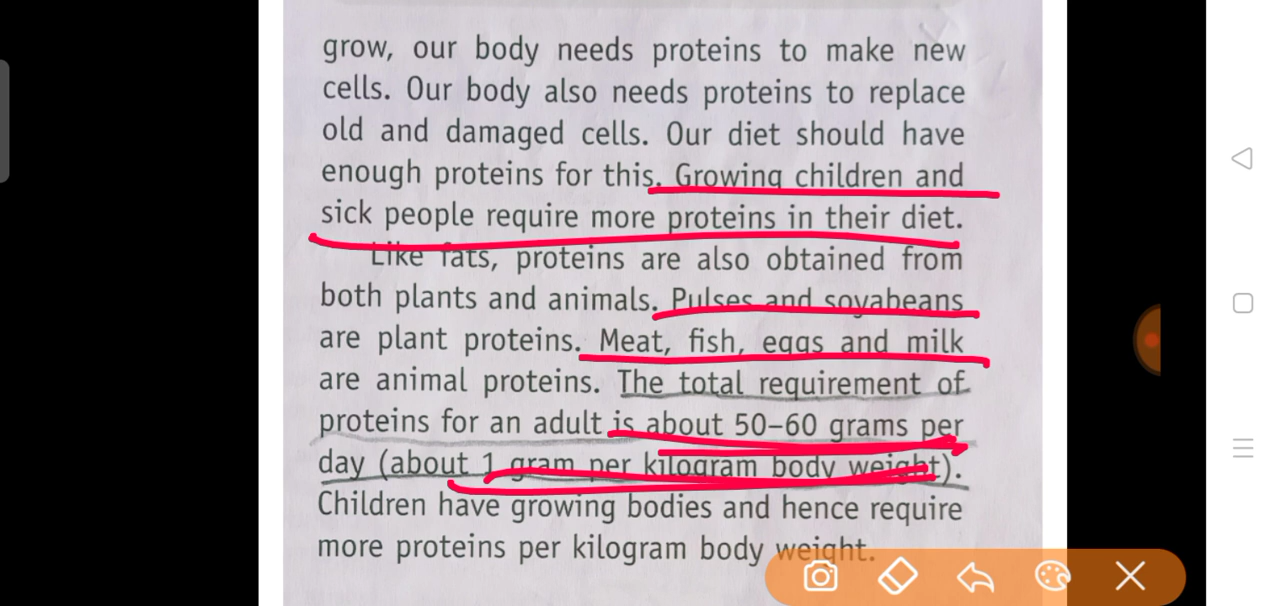 grow, our body needs proteins to make new
cells. Our body also needs proteins to replace
old and damaged cells. Our diet should have
enough proteins for this. Growing children and
sick people require more proteins in their diet.
Like fats, proteins are also obtained from
both plants and animals. Pulses and soyabeans
are plant proteins. Meat, fish, eggs and milk
are animal proteins. The total requirement of
proteins for an adult is about 50–60 grams per
day (about 1 gram per kilogram body weight).
Children have growing bodies and hence require
more proteins per kilogram body weight.